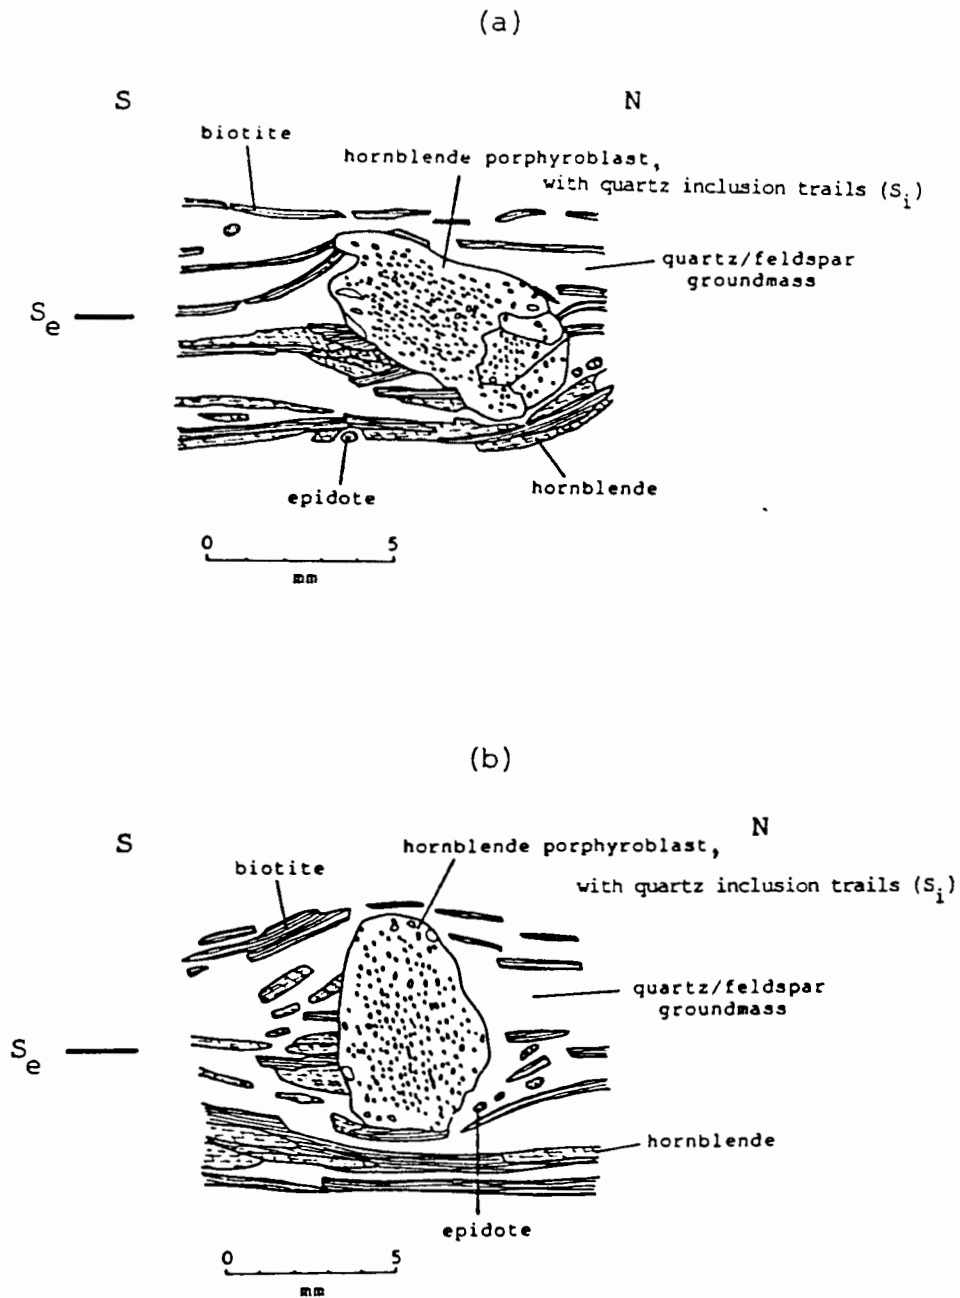 (a)
S N
biotite
hornblende porphyroblast,
with quartz inclusion trails (Si)
quartz/feldspar
groundmass
Se
epidote
hornblende
0 5
mm
(b)
S N
hornblende porphyroblast,
biotite
with quartz inclusion trails (Si)
quartz/feldspar
groundmass
Se
hornblende
epidote
0 5
mm